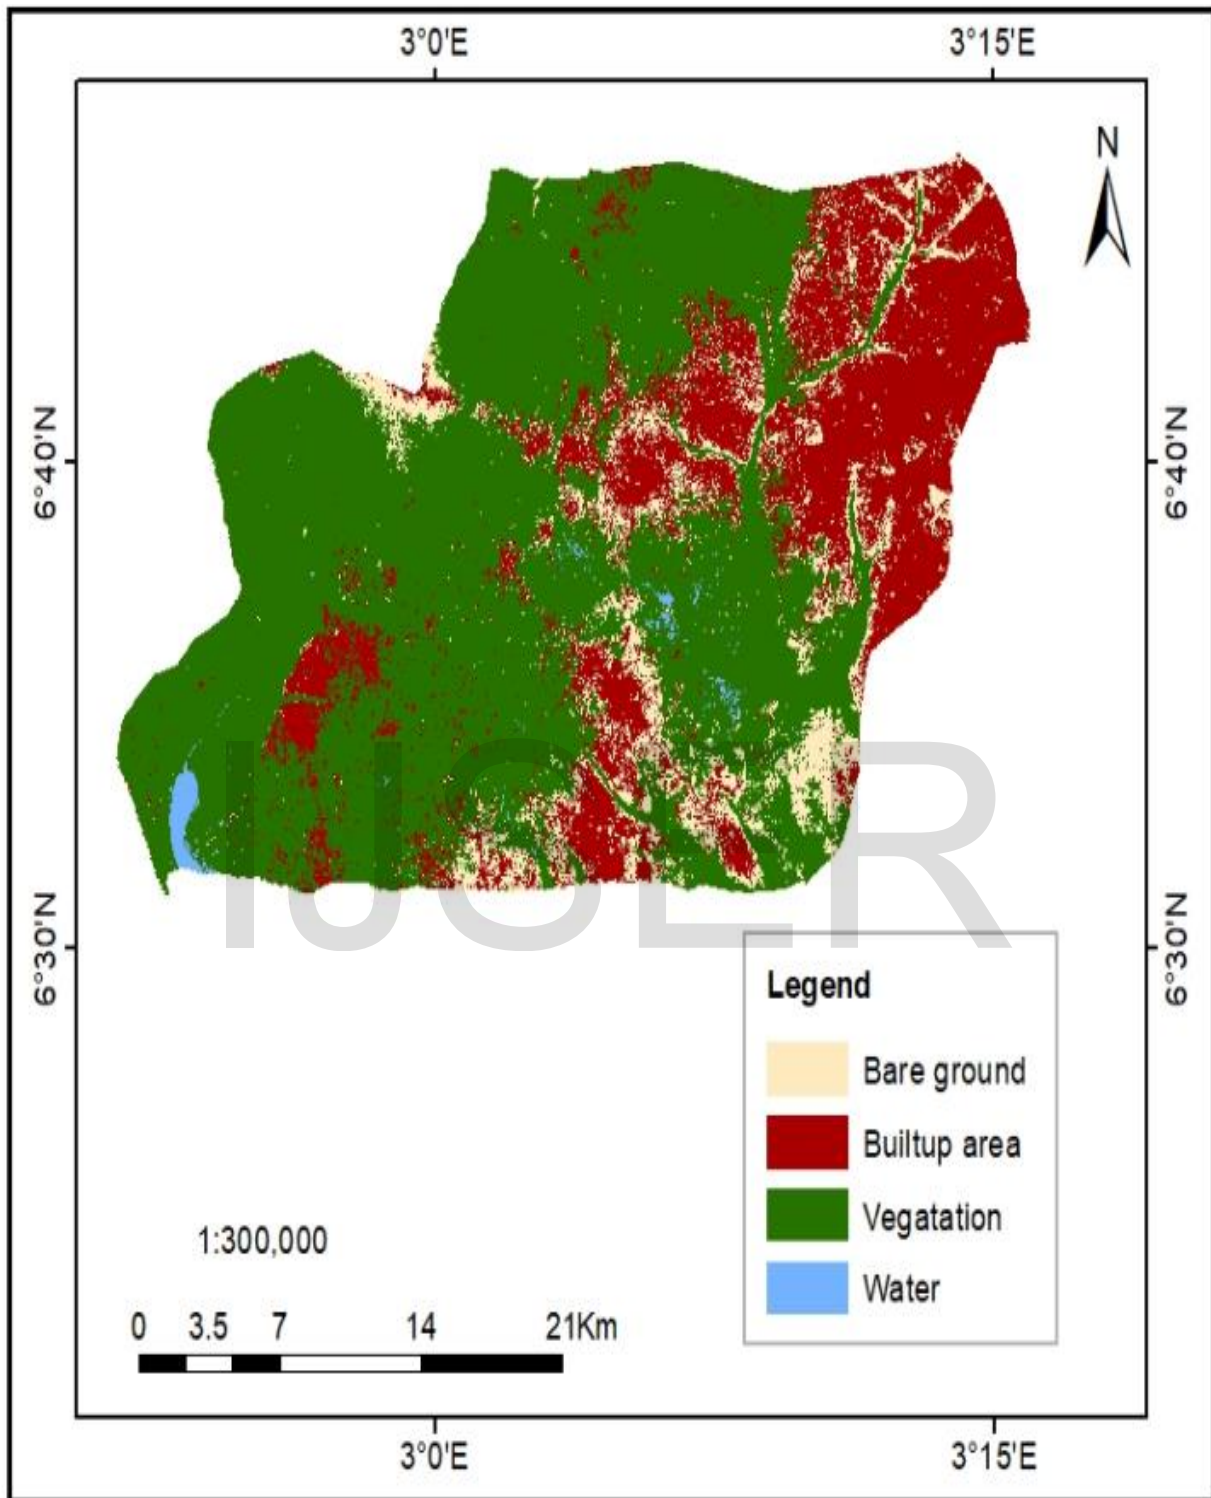 3°0'E 3°15'E
N
6°40'N 6°40'N
6°30'N 6°30'N
IJSER
Legend
Bare ground
Builtup area
Vegatation
Water
1:300,000
0 3.5 7 14 21Km
3°0'E 3°15'E